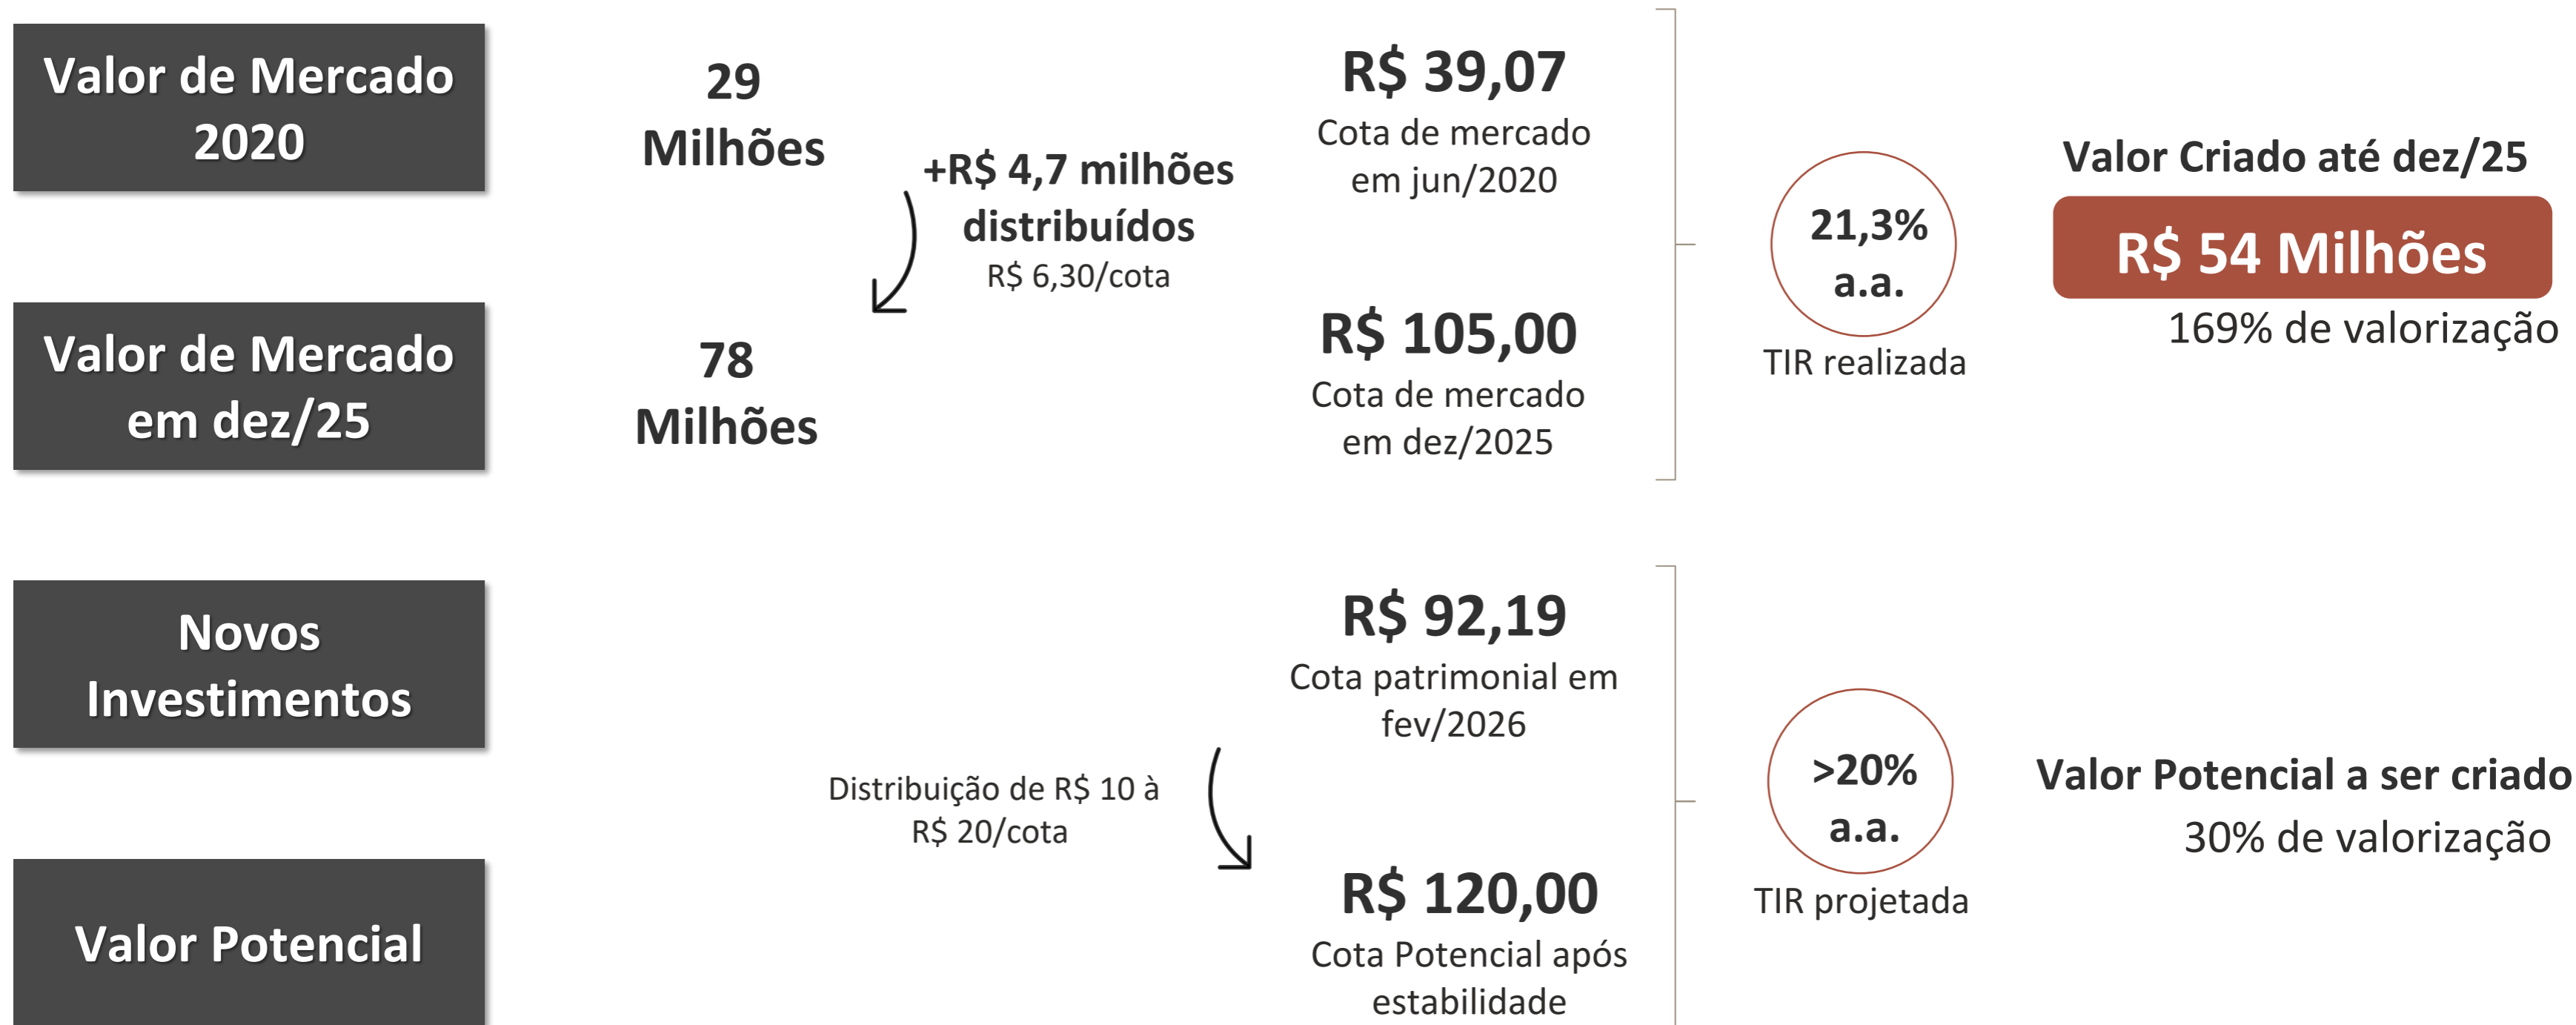 Valor de Mercado
2020
29
Milhões
+R$ 4,7 milhões
distribuídos
R$ 6,30/cota
R$ 39,07
Cota de mercado
em jun/2020
Valor de Mercado
em dez/25
78
Milhões
R$ 105,00
Cota de mercado
em dez/2025
21,3%
a.a.
TIR realizada
Valor Criado até dez/25
R$ 54 Milhões
169% de valorização
Novos
Investimentos
R$ 92,19
Cota patrimonial em
fev/2026
Distribuição de R$ 10 à
R$ 20/cota
Valor Potencial
R$ 120,00
Cota Potencial após
estabilidade
>20%
a.a.
TIR projetada
Valor Potencial a ser criado
30% de valorização